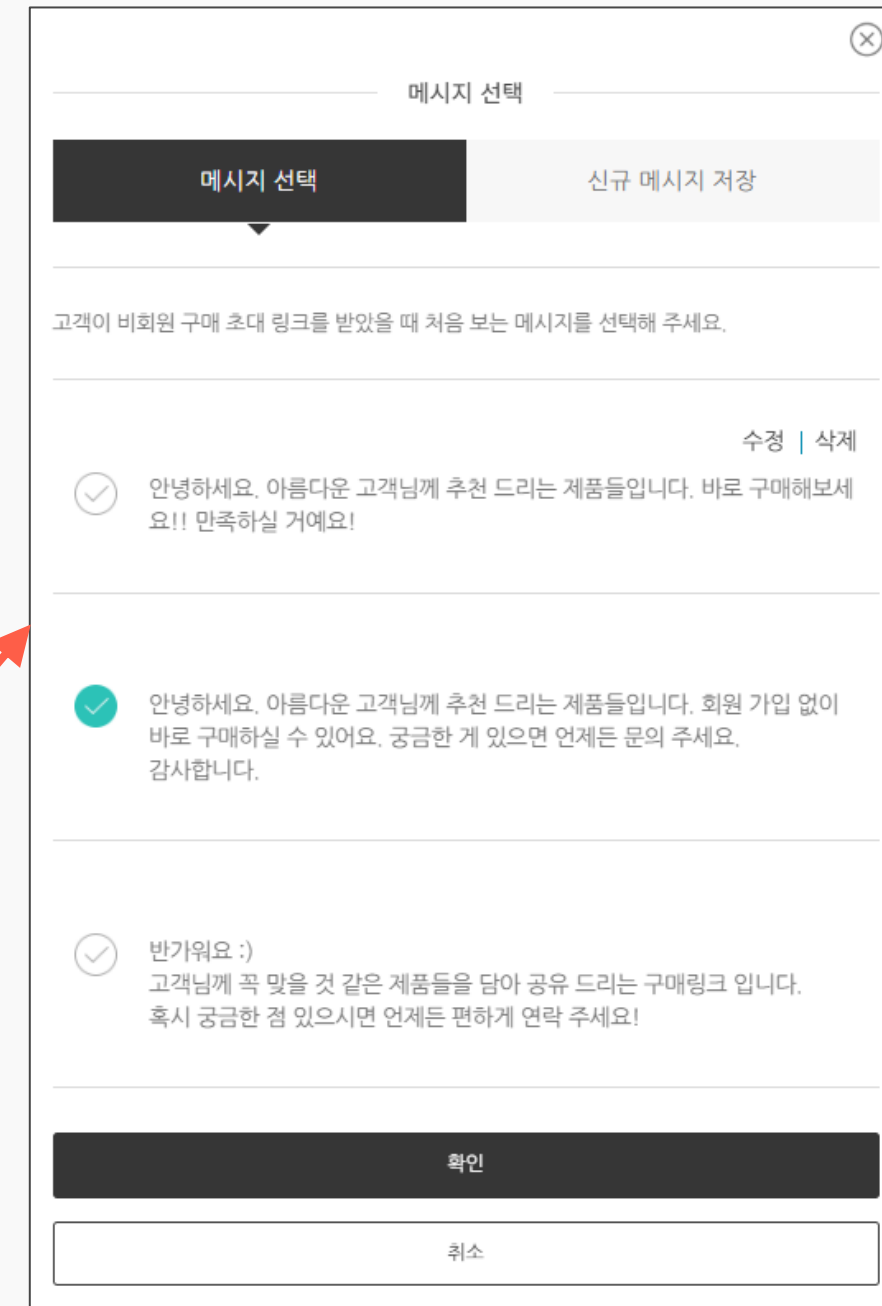 메시지 선택
메시지 선택
신규 메시지 저장
고객이 비회원 구매 초대 링크를 받았을 때 처음 보는 메시지를 선택해 주세요.
수정 | 삭제
안녕하세요. 아름다운 고객님께 추천 드리는 제품들입니다. 바로 구매해보세
요!! 만족하실 거예요!
안녕하세요. 아름다운 고객님께 추천 드리는 제품들입니다. 회원 가입 없이
바로 구매하실 수 있어요. 궁금한 게 있으면 언제든 문의 주세요.
감사합니다.
반가워요 :)
고객님께 꼭 맞을 것 같은 제품들을 담아 공유 드리는 구매링크 입니다.
혹시 궁금한 점 있으시면 언제든 편하게 연락 주세요!
확인
취소